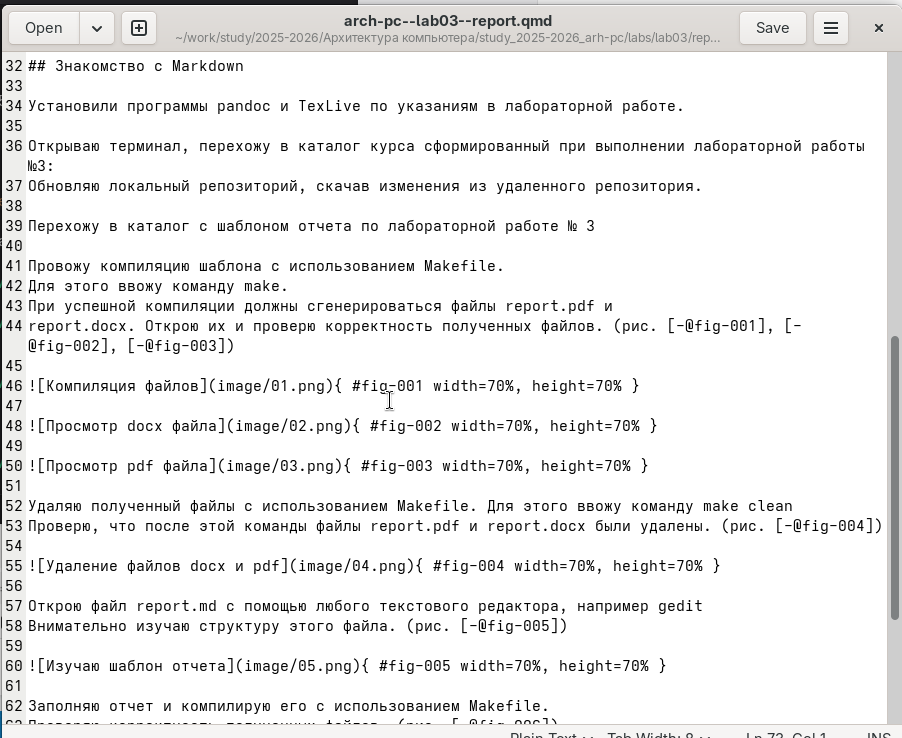 Open
arch-pc--lab03--report.qmd
~/work/study/2025-2026/Архитектура компьютера/study_2025-2026_arh-pc/labs/lab03/rep...
Save
32 ## Знакомство с Markdown
33
34 Установили программы pandoc и TexLive по указаниям в лабораторной работе.
35
36 Открываю терминал, перехожу в каталог курса сформированный при выполнении лабораторной работы
№3:
37 Обновляю локальный репозиторий, скачав изменения из удаленного репозитория.
38
39 Перехожу в каталог с шаблоном отчета по лабораторной работе № 3
40
41 Провожу компиляцию шаблона с использованием Makefile.
42 Для этого ввожу команду make.
43 При успешной компиляции должны сгенерироваться файлы report.pdf и
44 report.docx. Открою их и проверю корректность полученных файлов. (рис. [-@fig-001], [-
@fig-002], [-@fig-003])
45
46 ![Компиляция файлов](image/01.png){ #fig-001 width=70%, height=70% }
47
48 ![Просмотр docx файла](image/02.png){ #fig-002 width=70%, height=70% }
49
50 ![Просмотр pdf файла](image/03.png){ #fig-003 width=70%, height=70% }
51
52 Удаляю полученный файлы с использованием Makefile. Для этого ввожу команду make clean
53 Проверю, что после этой команды файлы report.pdf и report.docx были удалены. (рис. [-@fig-004])
54
55 ![Удаление файлов docx и pdf](image/04.png){ #fig-004 width=70%, height=70% }
56
57 Открою файл report.md с помощью любого текстового редактора, например gedit
58 Внимательно изучаю структуру этого файла. (рис. [-@fig-005])
59
60 ![Изучаю шаблон отчета](image/05.png){ #fig-005 width=70%, height=70% }
61
62 Заполняю отчет и компилирую его с использованием Makefile.
Plain Text Tab Width: 8 Ln 73, Col 1 INS